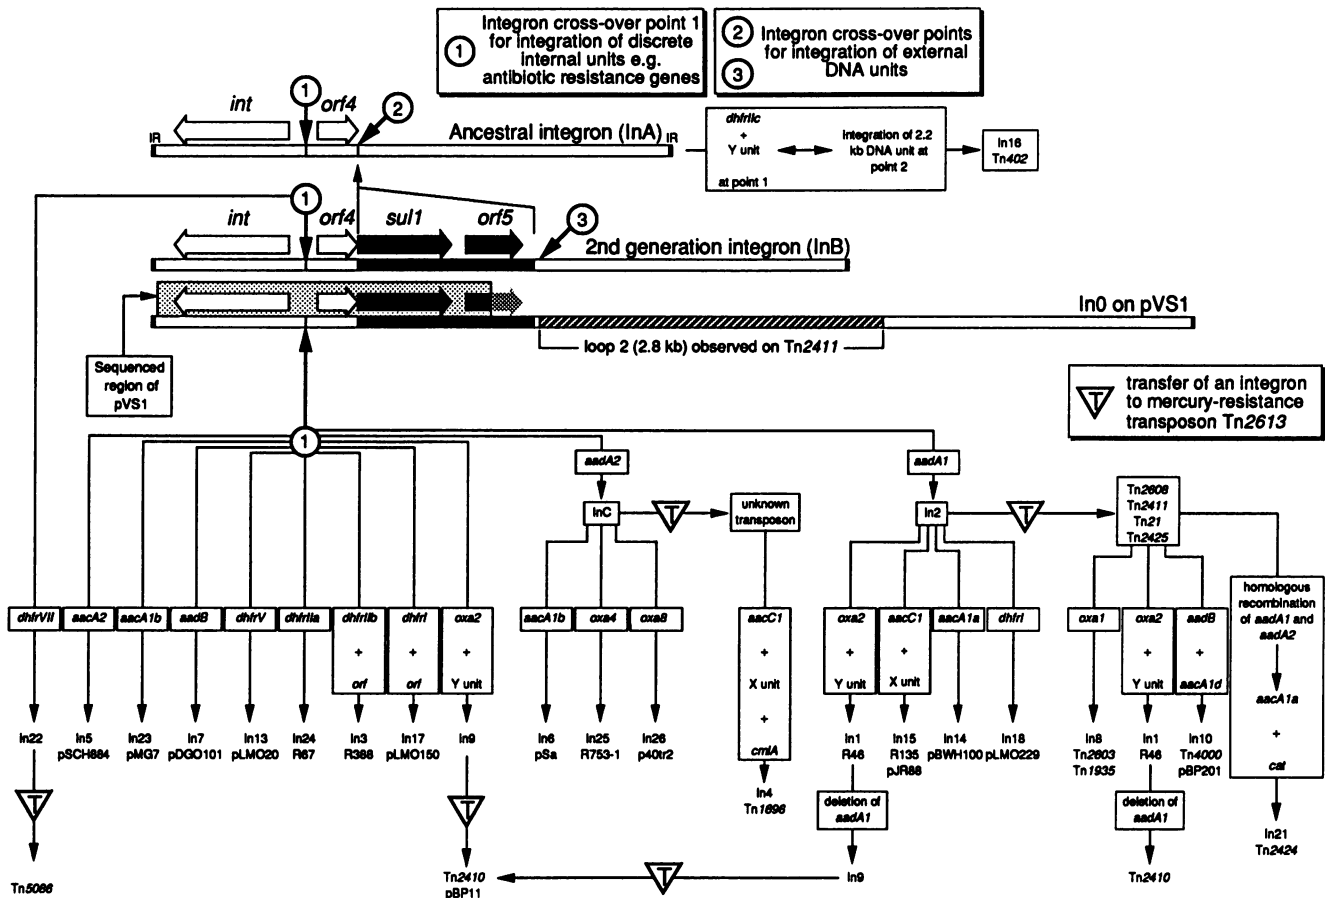 1
Integron cross-over point 1
for integration of discrete
internal units e.g.
antibiotic resistance genes
2
3
Integron cross-over points
for integration of external
DNA units
int
1
orf4
2
IR
Ancestral integron (InA)
IR
dhfrIIc
+
Y unit
at point 1
Integration of 2.2
kb DNA unit at
point 2
In16
Tn402
1
int
orf4
sul1
orf5
3
2nd generation integron (InB)
In0 on pVS1
loop 2 (2.8 kb) observed on Tn2411
Sequenced
region of
pVS1
T
transfer of an integron
to mercury-resistance
transposon Tn2613
1
aadA2
aadA1
InC
T
unknown
transposon
In2
T
Tn2608
Tn2411
Tn21
Tn2425
dhfrVII
aacA2
aacA1b
aadB
dhfrV
dhfrIIa
dhfrIIb
+
orf
dhfrI
+
orf
oxa2
+
Y unit
aacA1b
oxa4
oxa8
aacC1
+
X unit
+
cmlA
oxa2
+
Y unit
aacC1
+
X unit
aacA1a
dhfrI
oxa1
oxa2
+
Y unit
aadB
+
aacA1d
homologous
recombination
of aadA1 and
aadA2
aacA1a
+
cat
In22
In5
pSCH884
In23
pMG7
In7
pDGO101
In13
pLMO20
In24
R67
In3
R388
In17
pLMO150
In9
In6
pSa
In25
R753-1
In26
p40tr2
In4
Tn1696
In1
R46
In15
R135
pJR88
In14
pBWH100
In18
pLMO229
In8
Tn2603
Tn1935
In1
R46
In10
Tn4000
pBP201
T
T
deletion of
aadA1
deletion of
aadA1
In21
Tn2424
Tn5086
Tn2410
pBP11
T
In9
Tn2410